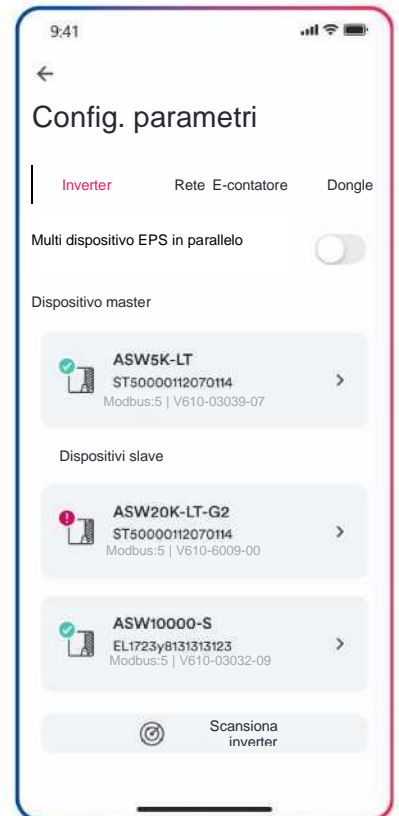 9:41
Config. parametri
Inverter Rete E-contatore Dongle
Multi dispositivo EPS in parallelo
Dispositivo master
ASW5K-LT
ST50000112070114
Modbus:5 | V610-03039-07
Dispositivi slave
ASW20K-LT-G2
ST50000112070114
Modbus:5 | V610-6009-00
ASW10000-S
EL1723y8131313123
Modbus:5 | V610-03032-09
Scansiona
inverter